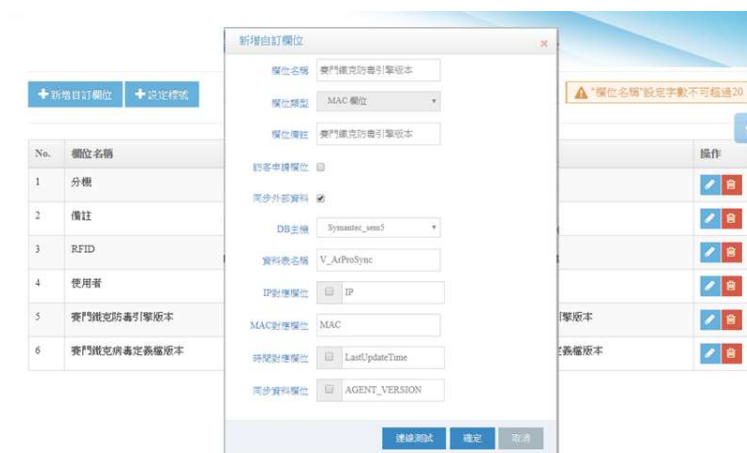 新增自訂欄位
×
欄位名稱 賽門鐵克防毒引擎版本
欄位類型 MAC 欄位
欄位備註 賽門鐵克防毒引擎版本
訪客申請欄位
同步外部資料
DB主機 Symantec_sem5
資料表名稱 V_ArProSync
IP對應欄位 IP
MAC對應欄位 MAC
時間對應欄位 LastUpdateTime
同步資料欄位 AGENT_VERSION
連線測試 確定 取消
新增自訂欄位 設定標號
"欄位名稱"設定字數不可超過20
No. 欄位名稱 操作
1 分機
2 備註
3 RFID
4 使用者
5 賽門鐵克防毒引擎版本 引擎版本
6 賽門鐵克病毒定義檔版本 定義檔版本